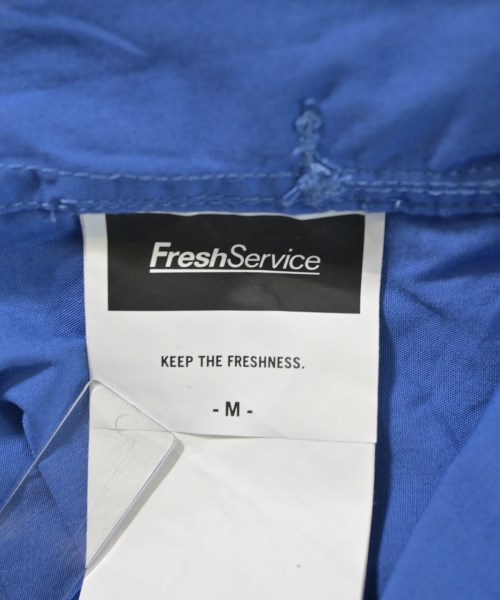 FreshService
KEEP THE FRESHNESS.
- M -